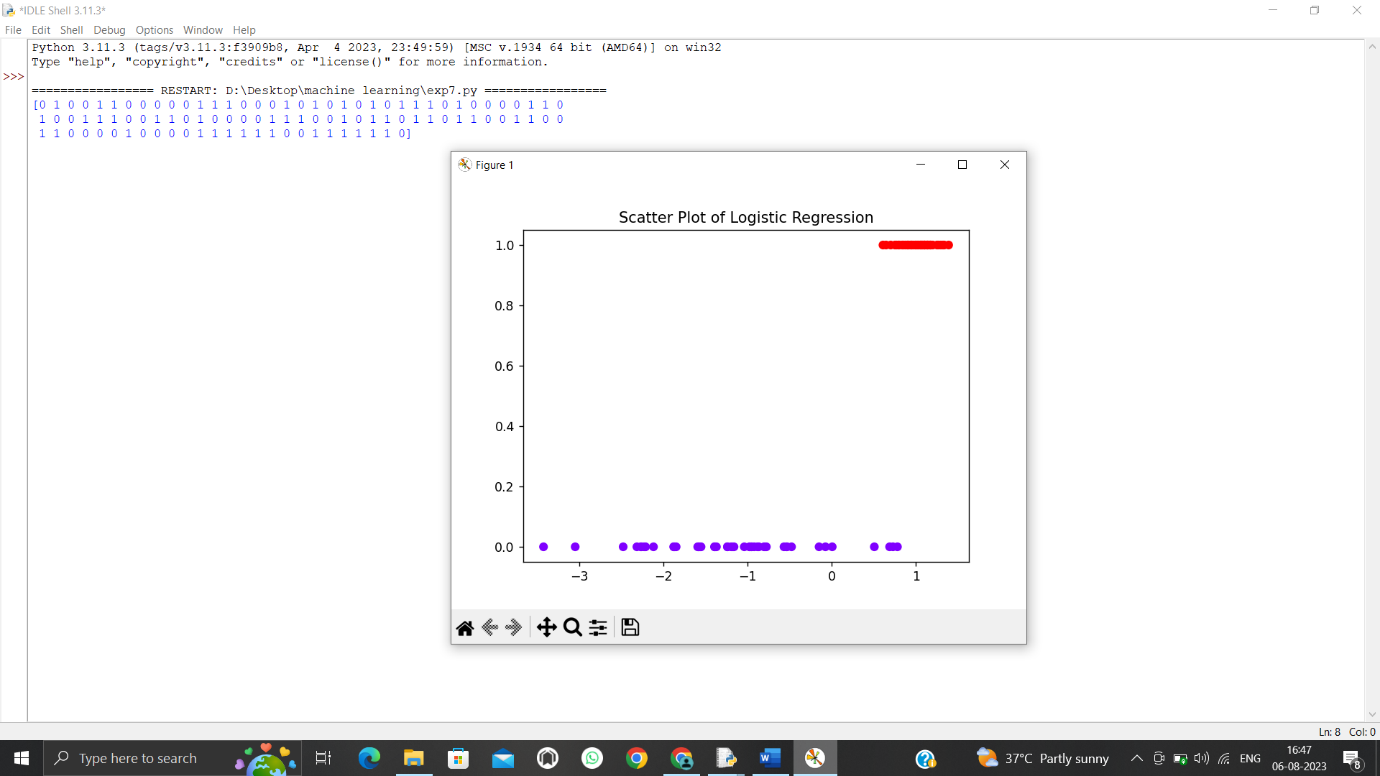 *IDLE Shell 3.11.3*
File Edit Shell Debug Options Window Help
Python 3.11.3 (tags/v3.11.3:f3909b8, Apr  4 2023, 23:49:59) [MSC v.1934 64 bit (AMD64)] on win32
Type "help", "copyright", "credits" or "license()" for more information.
>>>
================= RESTART: D:\Desktop\machine learning\exp7.py =================
[0 1 0 0 1 1 0 0 0 0 0 1 1 1 0 0 0 1 0 1 0 1 0 1 0 1 1 1 0 1 0 0 0 0 1 1 0
1 0 0 1 1 1 0 0 1 1 0 1 0 0 0 0 1 1 1 0 0 1 0 1 1 0 1 1 0 1 1 0 0 1 1 0 0
1 1 0 0 0 0 1 0 0 0 0 1 1 1 1 1 1 0 0 1 1 1 1 1 1 0]
Figure 1
Scatter Plot of Logistic Regression
1.0
0.8
0.6
0.4
0.2
0.0
−3 −2 −1 0 1
Ln: 8 Col: 0
Type here to search
37°C Partly sunny
ENG
16:47
06-08-2023
8